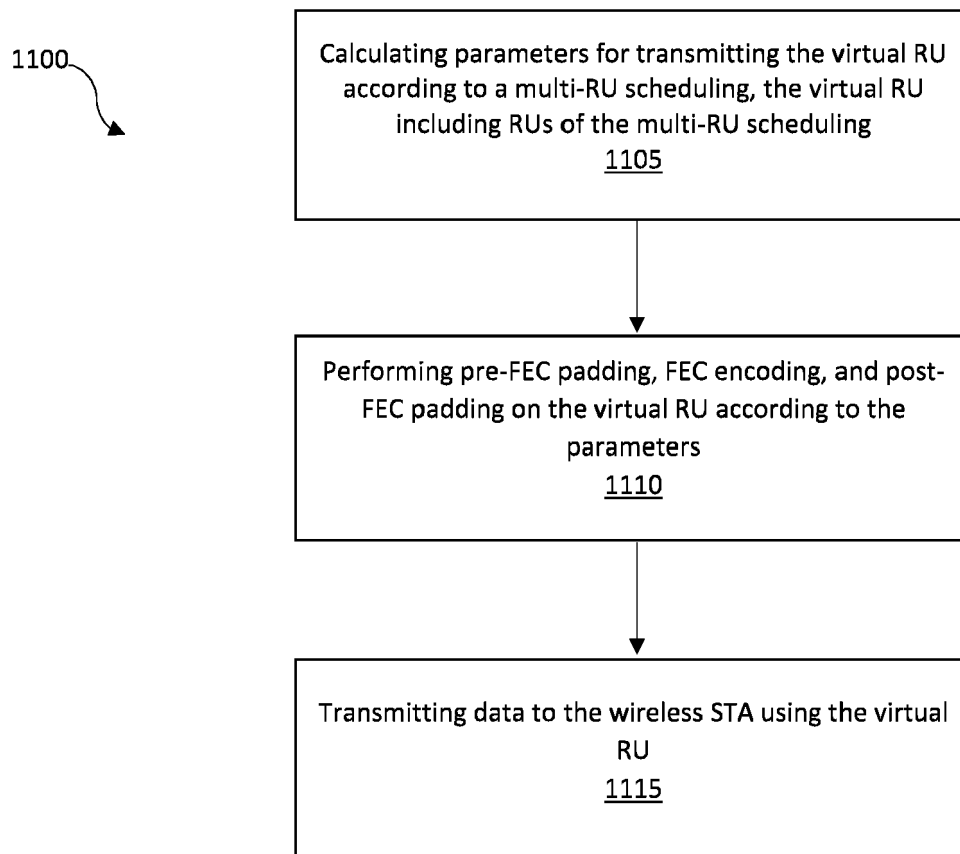 1100
Calculating parameters for transmitting the virtual RU
according to a multi-RU scheduling, the virtual RU
including RUs of the multi-RU scheduling
1105
Performing pre-FEC padding, FEC encoding, and post-
FEC padding on the virtual RU according to the
parameters
1110
Transmitting data to the wireless STA using the virtual
RU
1115